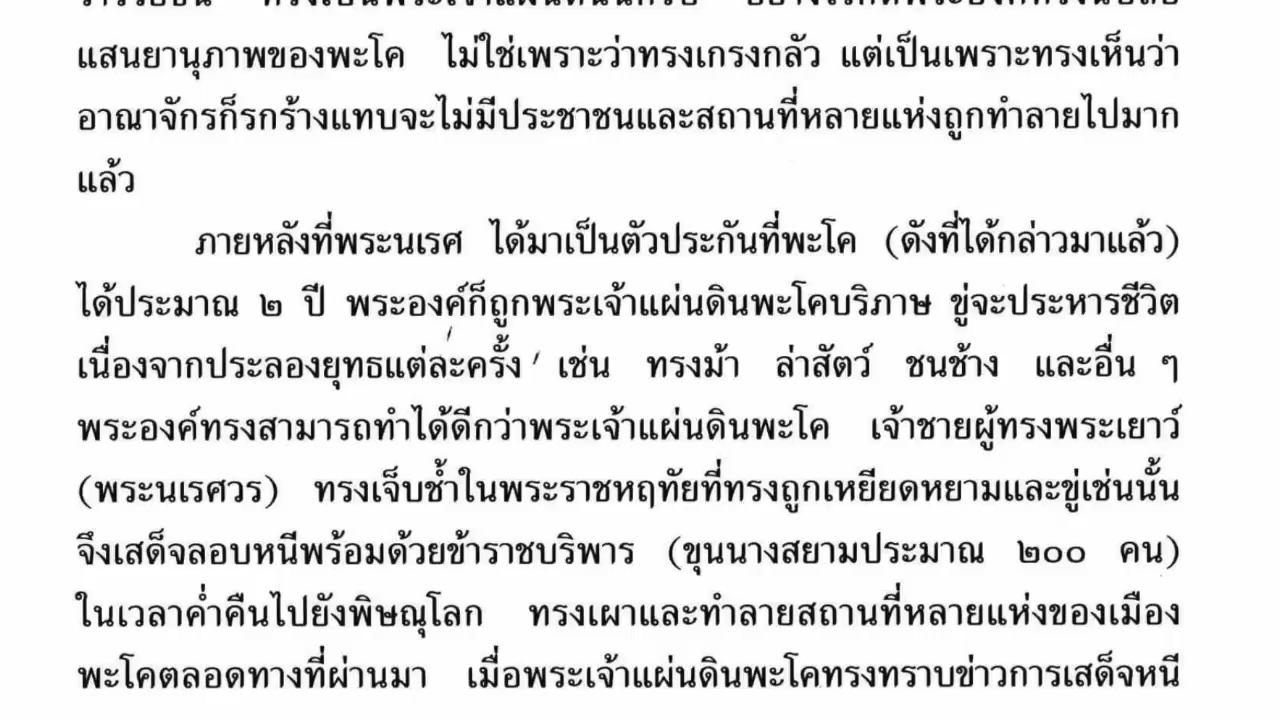 แสนยานุภาพของพะโค ไม่ใช่เพราะว่าทรงเกรงกลัว แต่เป็นเพราะทรงเห็นว่า
อาณาจักรก็รกร้างแทบจะไม่มีประชาชนและสถานที่หลายแห่งถูกทำลายไปมาก
แล้ว
ภายหลังที่พระนเรศ ได้มาเป็นตัวประกันที่พะโค (ดังที่ได้กล่าวมาแล้ว)
ได้ประมาณ ๒ ปี พระองค์ก็ถูกพระเจ้าแผ่นดินพะโคบริภาษ ขู่จะประหารชีวิต
เนื่องจากประลองยุทธแต่ละครั้ง ′ เช่น ทรงม้า ล่าสัตว์ ชนช้าง และอื่น ๆ
พระองค์ทรงสามารถทำได้ดีกว่าพระเจ้าแผ่นดินพะโค เจ้าชายผู้ทรงพระเยาว์
(พระนเรศวร) ทรงเจ็บช้ำในพระราชหฤทัยที่ทรงถูกเหยียดหยามและขู่เช่นนั้น
จึงเสด็จลอบหนีพร้อมด้วยข้าราชบริพาร (ขุนนางสยามประมาณ ๒๐๐ คน)
ในเวลาค่ำคืนไปยังพิษณุโลก ทรงเผาและทำลายสถานที่หลายแห่งของเมือง
พะโคตลอดทางที่ผ่านมา เมื่อพระเจ้าแผ่นดินพะโคทรงทราบข่าวการเสด็จหนี